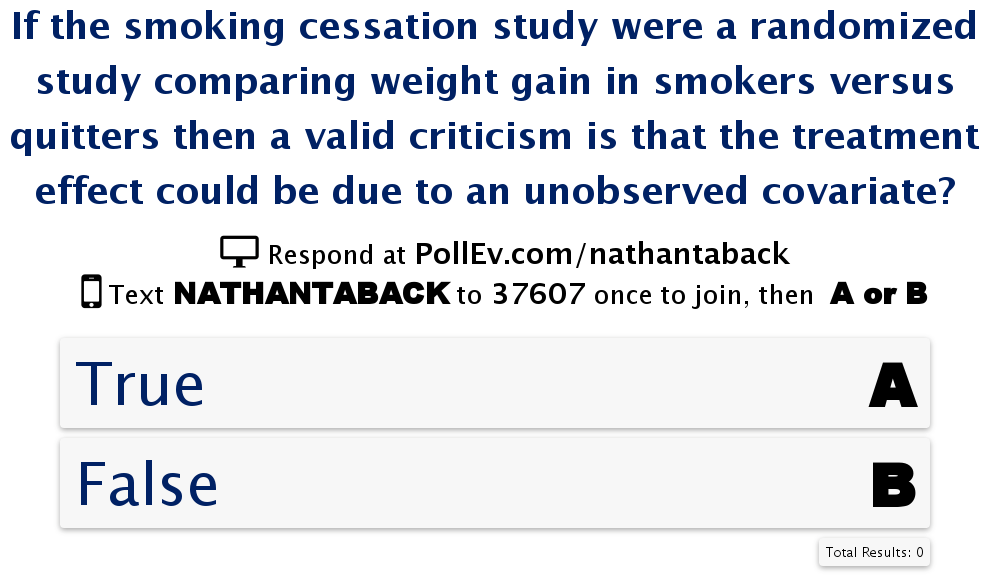 If the smoking cessation study were a randomized
study comparing weight gain in smokers versus
quitters then a valid criticism is that the treatment
effect could be due to an unobserved covariate?
Respond at PollEv.com/nathantaback
Text NATHANTABACK to 37607 once to join, then A or B
True A
False B
Total Results: 0